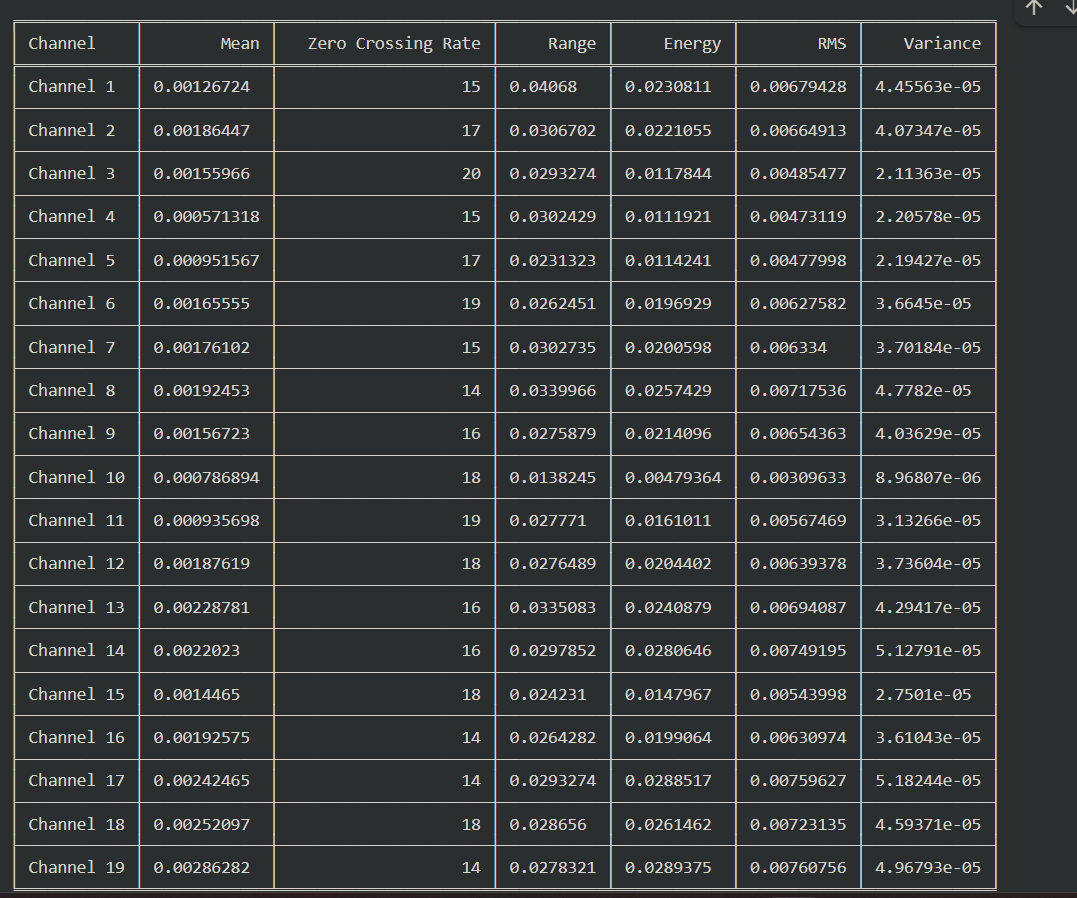 Channel Mean Zero Crossing Rate Range Energy RMS Variance
Channel 1 0.00126724 15 0.04068 0.0230811 0.00679428 4.45563e-05
Channel 2 0.00186447 17 0.0306702 0.0221055 0.00664913 4.07347e-05
Channel 3 0.00155966 20 0.0293274 0.0117844 0.00485477 2.11363e-05
Channel 4 0.000571318 15 0.0302429 0.0111921 0.00473119 2.20578e-05
Channel 5 0.000951567 17 0.0231323 0.0114241 0.00477998 2.19427e-05
Channel 6 0.00165555 19 0.0262451 0.0196929 0.00627582 3.6645e-05
Channel 7 0.00176102 15 0.0302735 0.0200598 0.006334 3.70184e-05
Channel 8 0.00192453 14 0.0339966 0.0257429 0.00717536 4.7782e-05
Channel 9 0.00156723 16 0.0275879 0.0214096 0.00654363 4.03629e-05
Channel 10 0.000786894 18 0.0138245 0.00479364 0.00309633 8.96807e-06
Channel 11 0.000935698 19 0.027771 0.0161011 0.00567469 3.13266e-05
Channel 12 0.00187619 18 0.0276489 0.0204402 0.00639378 3.73604e-05
Channel 13 0.00228781 16 0.0335083 0.0240879 0.00694087 4.29417e-05
Channel 14 0.0022023 16 0.0297852 0.0280646 0.00749195 5.12791e-05
Channel 15 0.0014465 18 0.024231 0.0147967 0.00543998 2.7501e-05
Channel 16 0.00192575 14 0.0264282 0.0199064 0.00630974 3.61043e-05
Channel 17 0.00242465 14 0.0293274 0.0288517 0.00759627 5.18244e-05
Channel 18 0.00252097 18 0.028656 0.0261462 0.00723135 4.59371e-05
Channel 19 0.00286282 14 0.0278321 0.0289375 0.00760756 4.96793e-05